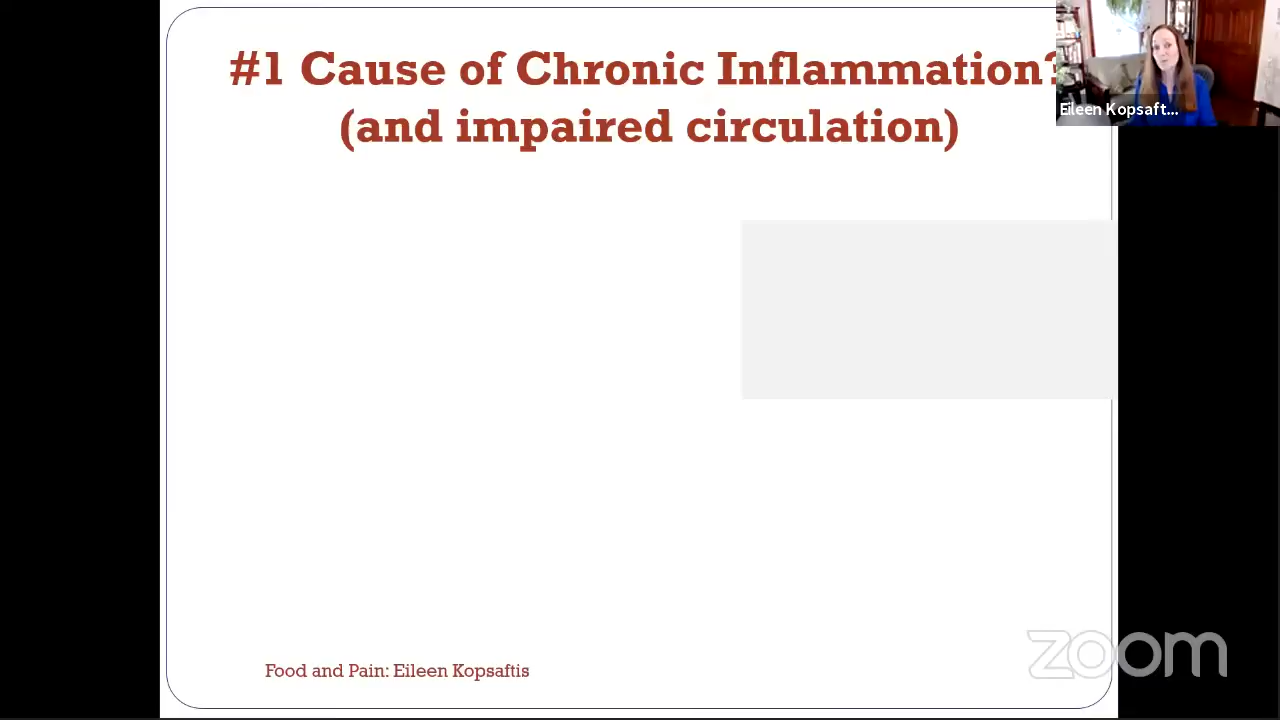 #1 Cause of Chronic Inflammation?
(and impaired circulation)
Eileen Kopsaft...
Food and Pain: Eileen Kopsaftis
zoom